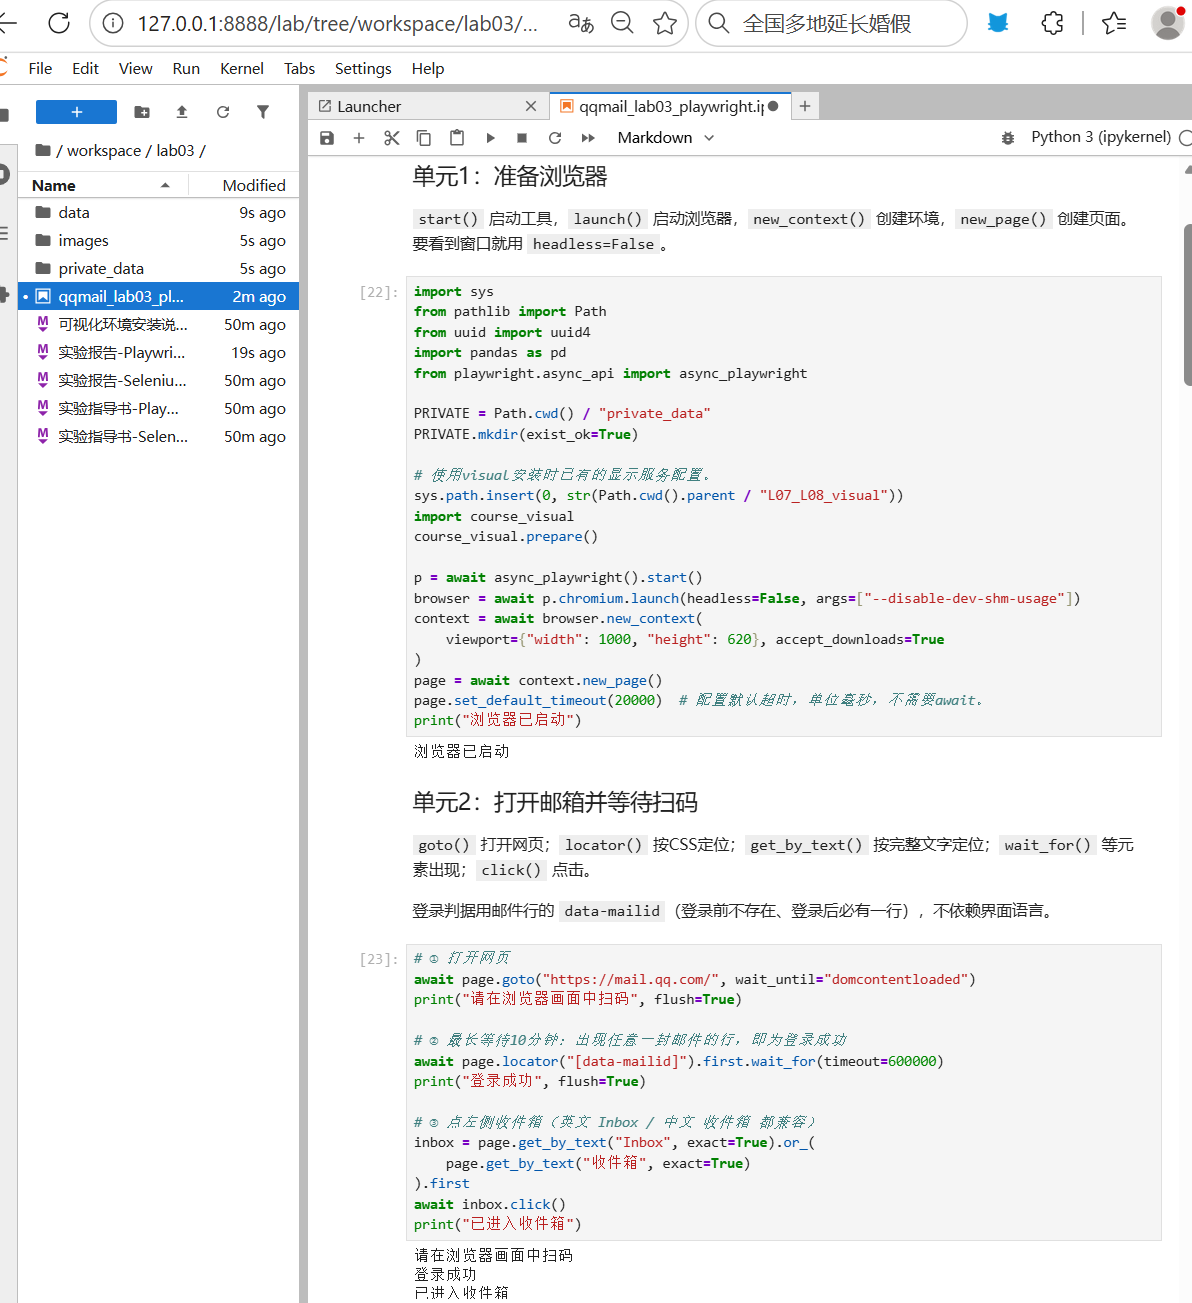 127.0.0.1:8888/lab/tree/workspace/lab03/...
全国多地延长婚假
File Edit View Run Kernel Tabs Settings Help
/ workspace / lab03 /
Name Modified
data 9s ago
images 5s ago
private_data 5s ago
qqmail_lab03_pl... 2m ago
可视化环境安装说... 50m ago
实验报告-Playwri... 19s ago
实验报告-Seleniu... 50m ago
实验指导书-Play... 50m ago
实验指导书-Selen... 50m ago
Launcher
qqmail_lab03_playwright.ip
Markdown
Python 3 (ipykernel)
单元1：准备浏览器
start() 启动工具，launch() 启动浏览器，new_context() 创建环境，new_page() 创建页面。
要看到窗口就用 headless=False。
[22]:
import sys
from pathlib import Path
from uuid import uuid4
import pandas as pd
from playwright.async_api import async_playwright
PRIVATE = Path.cwd() / "private_data"
PRIVATE.mkdir(exist_ok=True)
# 使用visual安装时已有的显示服务配置。
sys.path.insert(0, str(Path.cwd().parent / "L07_L08_visual"))
import course_visual
course_visual.prepare()
p = await async_playwright().start()
browser = await p.chromium.launch(headless=False, args=["--disable-dev-shm-usage"])
context = await browser.new_context(
    viewport={"width": 1000, "height": 620}, accept_downloads=True
)
page = await context.new_page()
page.set_default_timeout(20000)  # 配置默认超时，单位毫秒，不需要await。
print("浏览器已启动")
浏览器已启动
单元2：打开邮箱并等待扫码
goto() 打开网页；locator() 按CSS定位；get_by_text() 按完整文字定位；wait_for() 等元
素出现；click() 点击。
登录判据用邮件行的 data-mailid （登录前不存在、登录后必有一行），不依赖界面语言。
[23]:
# ① 打开网页
await page.goto("https://mail.qq.com/", wait_until="domcontentloaded")
print("请在浏览器画面中扫码", flush=True)
# ② 最长等待10分钟：出现任意一封邮件的行，即为登录成功
await page.locator("[data-mailid]").first.wait_for(timeout=600000)
print("登录成功", flush=True)
# ③ 点左侧收件箱（英文 Inbox / 中文 收件箱 都兼容）
inbox = page.get_by_text("Inbox", exact=True).or_(
    page.get_by_text("收件箱", exact=True)
).first
await inbox.click()
print("已进入收件箱")
请在浏览器画面中扫码
登录成功
已进入收件箱